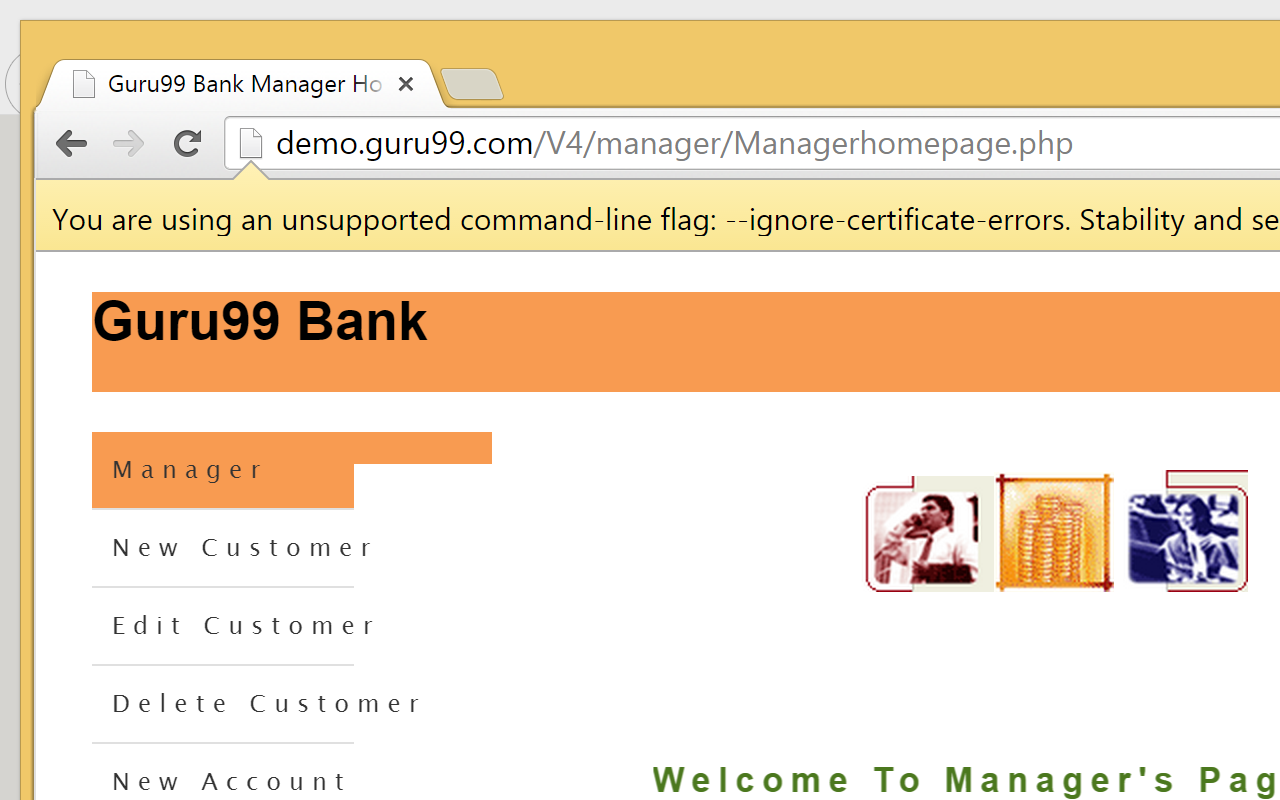 Guru99 Bank Manager Ho
demo.guru99.com/V4/manager/Managerhomepage.php
You are using an unsupported command-line flag: --ignore-certificate-errors. Stability and se
Guru99 Bank
Manager
New Customer
Edit Customer
Delete Customer
New Account
Welcome To Manager's Pag